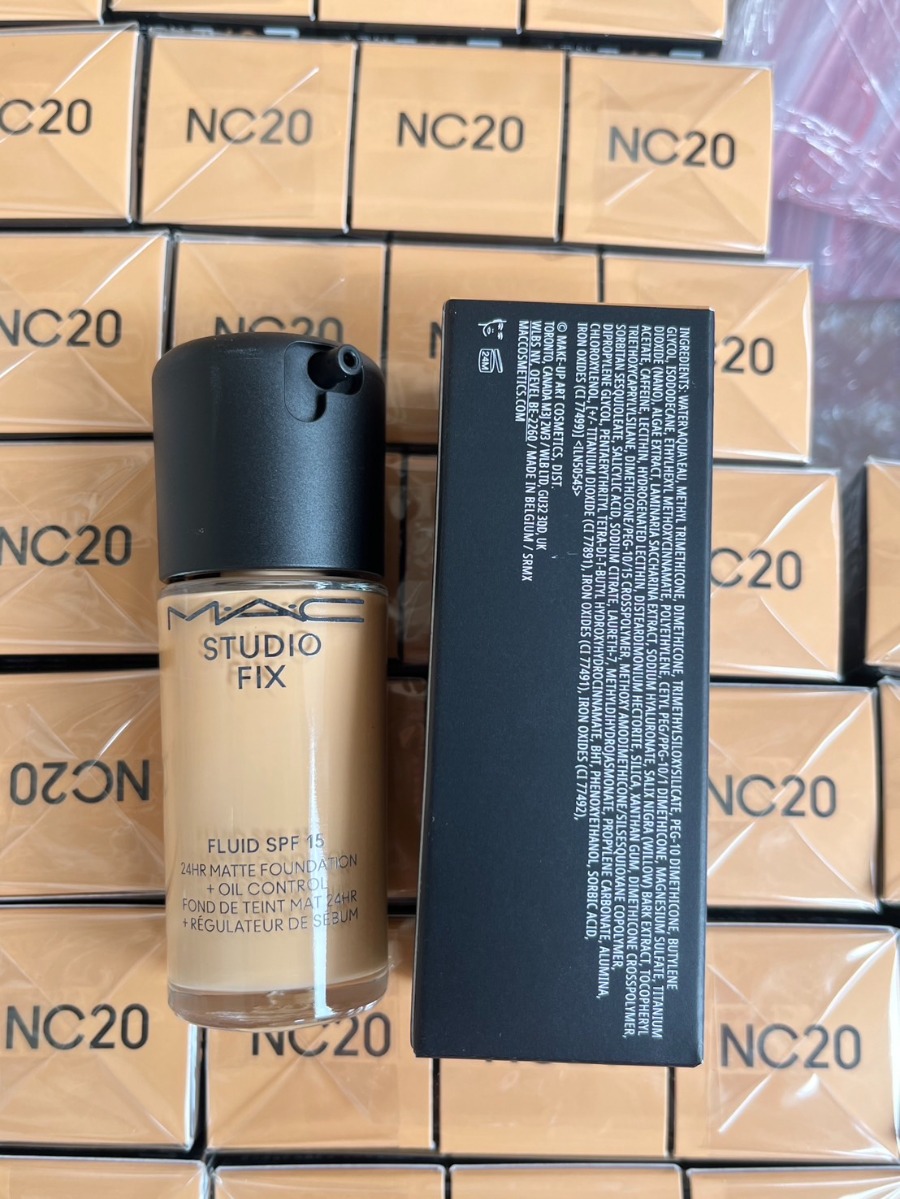 C20
NC20
NC20
NC20
NC20
NC20
NC20
C20
NC20
C20
NC20
NC20
NC20
NC20
NC20
M·A·C
STUDIO
FIX
FLUID SPF 15
24HR MATTE FOUNDATION
+ OIL CONTROL
FOND DE TEINT MAT 24HR
+ RÉGULATEUR DE SÉBUM
INGREDIENTS: WATER\AQUA\EAU, METHYL TRIMETHICONE, DIMETHICONE, TRIMETHYLSILOXYSILICATE, PEG-10 DIMETHICONE, BUTYLENE
GLYCOL, ISODODECANE, ETHYLHEXYL METHOXYCINNAMATE, POLYETHYLENE, CETYL PEG/PPG-10/1 DIMETHICONE, MAGNESIUM SULFATE, TITANIUM
DIOXIDE (NANO), ALGAE EXTRACT, LAMINARIA SACCHARINA EXTRACT, SODIUM HYALURONATE, SALIX NIGRA (WILLOW) BARK EXTRACT, TOCOPHERYL
ACETATE, CAFFEINE, LECITHIN, HYDROGENATED LECITHIN, DISTEARDIMONIUM HECTORITE, SILICA, XANTHAN GUM, DIMETHICONE CROSSPOLYMER,
TRIETHOXYCAPRYLYLSILANE, DIMETHICONE/PEG-10/15 CROSSPOLYMER, METHOXY AMODIMETHICONE/SILSESQUIOXANE COPOLYMER,
SORBITAN SESQUIOLEATE, SALICYLIC ACID, SODIUM CITRATE, LAURETH-7, METHYLDIHYDROJASMONATE, PROPYLENE CARBONATE, ALUMINA,
DIPROPYLENE GLYCOL, PENTAERYTHRITYL TETRA-DI-T-BUTYL HYDROXYHYDROCINNAMATE, BHT, PHENOXYETHANOL, SORBIC ACID,
CHLOROXYLENOL, [+/- TITANIUM DIOXIDE (CI 77891), IRON OXIDES (CI 77491), IRON OXIDES (CI 77492),
IRON OXIDES (CI 77499)] <ILN50545>
© MAKE-UP ART COSMETICS, DIST.
TORONTO, CANADA M3J 2W3 / WLB LTD, GU32 3DD, UK
WLBS NV, OEVEL BE-2260 / MADE IN BELGIUM / SRMX
MACCOSMETICS.COM
24M